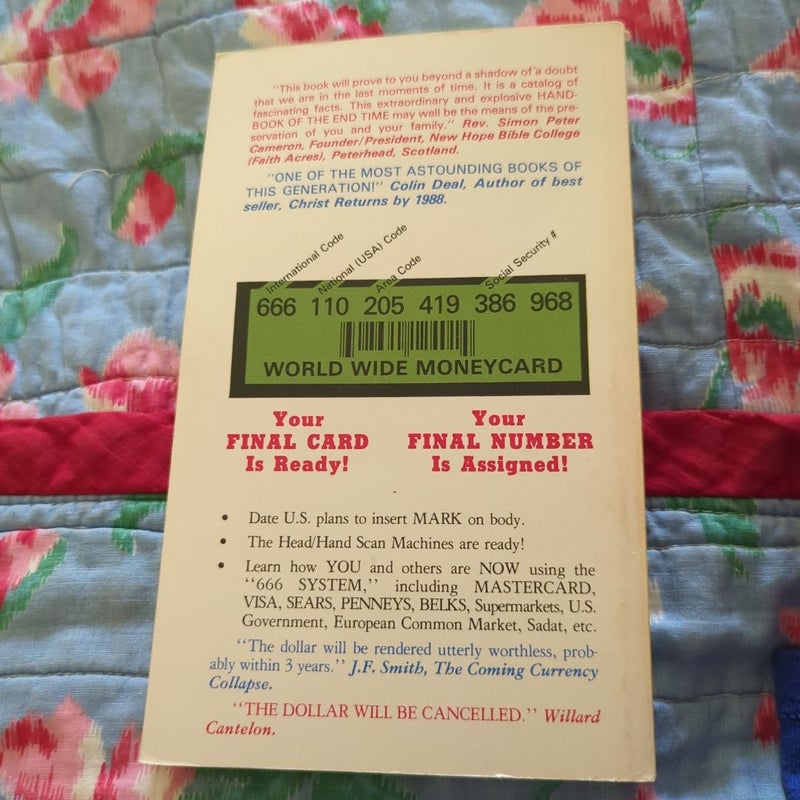 "This book will prove to you beyond a shadow of a doubt
that we are in the last moments of time. It is a catalog of
fascinating facts. This extraordinary and explosive HAND-
BOOK OF THE END TIME may well be the means of the pre-
servation of you and your family." Rev. Simon Peter
Cameron, Founder/President, New Hope Bible College
(Faith Acres), Peterhead, Scotland.
"ONE OF THE MOST ASTOUNDING BOOKS OF
THIS GENERATION!" Colin Deal, Author of best
seller, Christ Returns by 1988.
International Code
National (USA) Code
Area Code
Social Security #
666 110 205 419 386 968
WORLD WIDE MONEYCARD
Your
FINAL CARD
Is Ready!
Your
FINAL NUMBER
Is Assigned!
• Date U.S. plans to insert MARK on body.
• The Head/Hand Scan Machines are ready!
• Learn how YOU and others are NOW using the
"666 SYSTEM," including MASTERCARD,
VISA, SEARS, PENNEYS, BELKS, Supermarkets, U.S.
Government, European Common Market, Sadat, etc.
"The dollar will be rendered utterly worthless, prob-
ably within 3 years." J.F. Smith, The Coming Currency
Collapse.
"THE DOLLAR WILL BE CANCELLED." Willard
Cantelon.